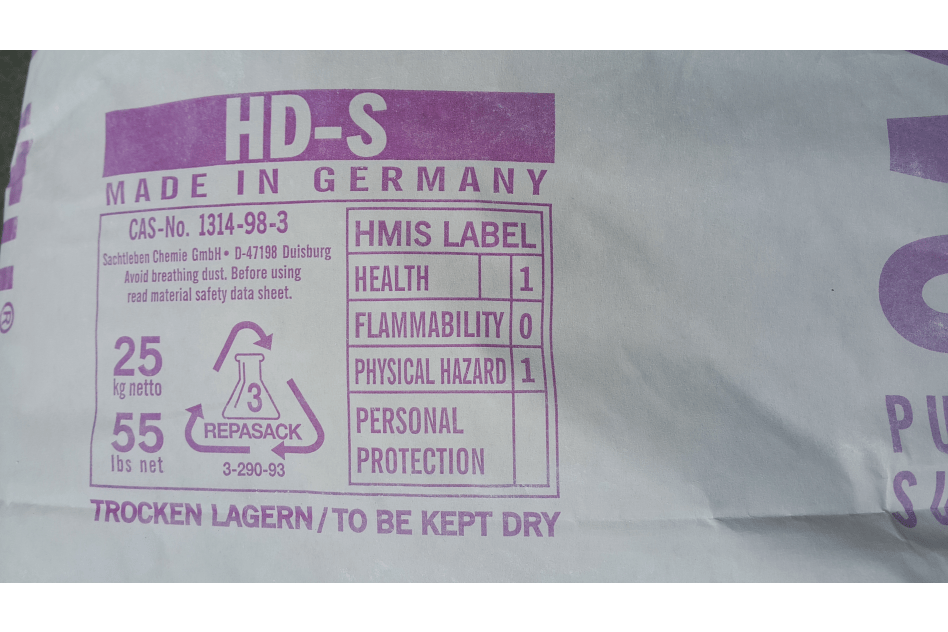 HD-S
MADE IN GERMANY
CAS-No. 1314-98-3
Sachtleben Chemie GmbH • D-47198 Duisburg
Avoid breathing dust. Before using
read material safety data sheet.
25
kg netto
55
lbs net
3
REPASACK
3-290-93
HMIS LABEL
HEALTH 1
FLAMMABILITY 0
PHYSICAL HAZARD 1
PERSONAL
PROTECTION
TROCKEN LAGERN / TO BE KEPT DRY
®
PU
SU